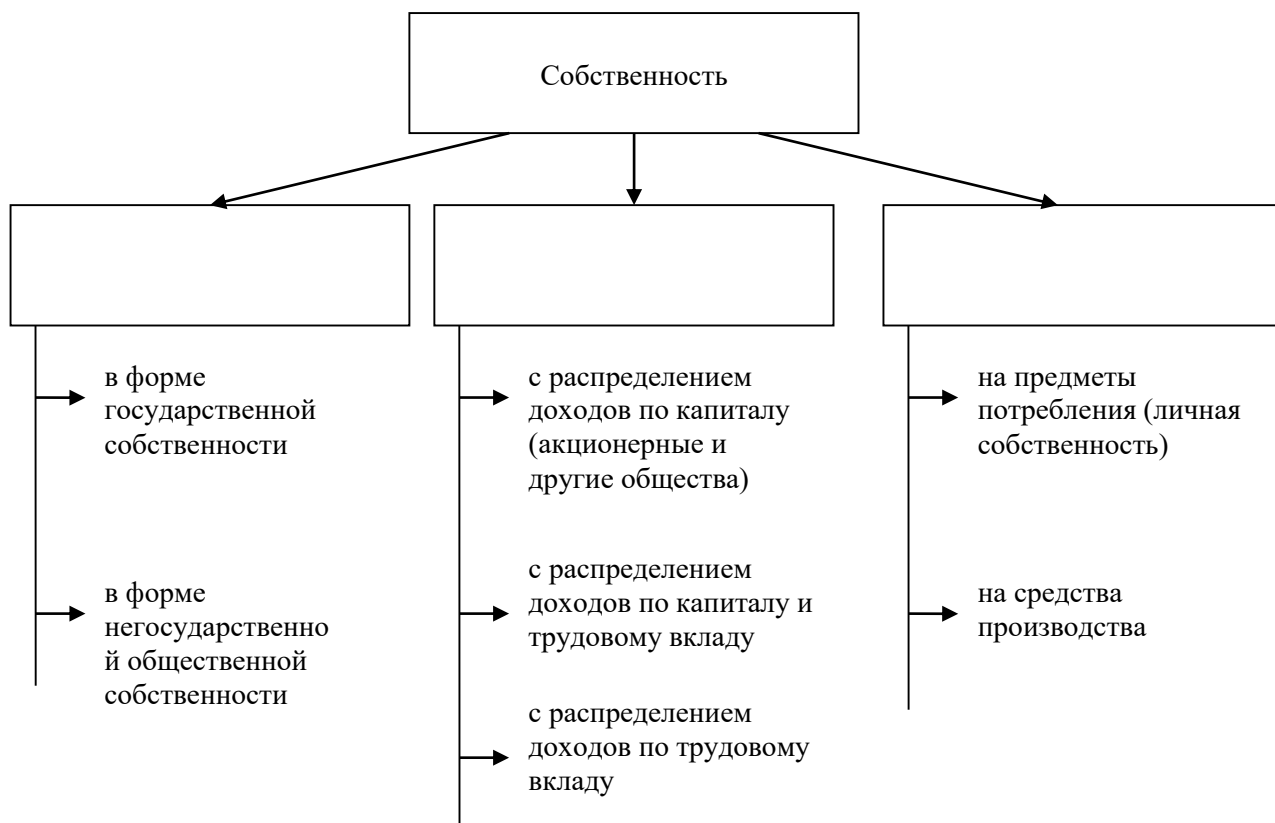 Собственность
в форме
государственной
собственности
в форме
негосударственно
й общественной
собственности
с распределением
доходов по капиталу
(акционерные и
другие общества)
с распределением
доходов по капиталу и
трудовому вкладу
с распределением
доходов по трудовому
вкладу
на предметы
потребления (личная
собственность)
на средства
производства